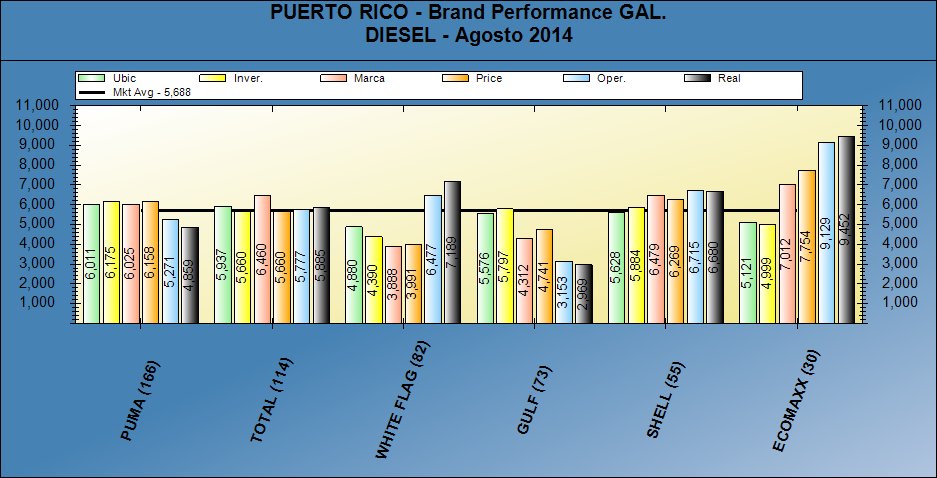 PUERTO RICO - Brand Performance GAL.
DIESEL - Agosto 2014
Ubic Inver. Marca Price Oper. Real
Mkt Avg - 5,688
11,000 11,000
10,000 10,000
9,000 9,000
8,000 8,000
7,000 7,000
6,000 6,000
5,000 5,000
4,000 4,000
3,000 3,000
2,000 2,000
1,000 1,000
6,011 6,175 6,025 6,158 5,271 4,859
5,937 5,660 6,460 5,660 5,777 5,885
4,880 4,390 3,888 3,991 6,477 7,189
5,576 5,797 4,312 4,741 3,153 2,969
5,628 5,884 6,479 6,269 6,715 6,680
5,121 4,999 7,012 7,754 9,129 9,452
PUMA (166)
TOTAL (114)
WHITE FLAG (82)
GULF (73)
SHELL (55)
ECOMAXX (30)